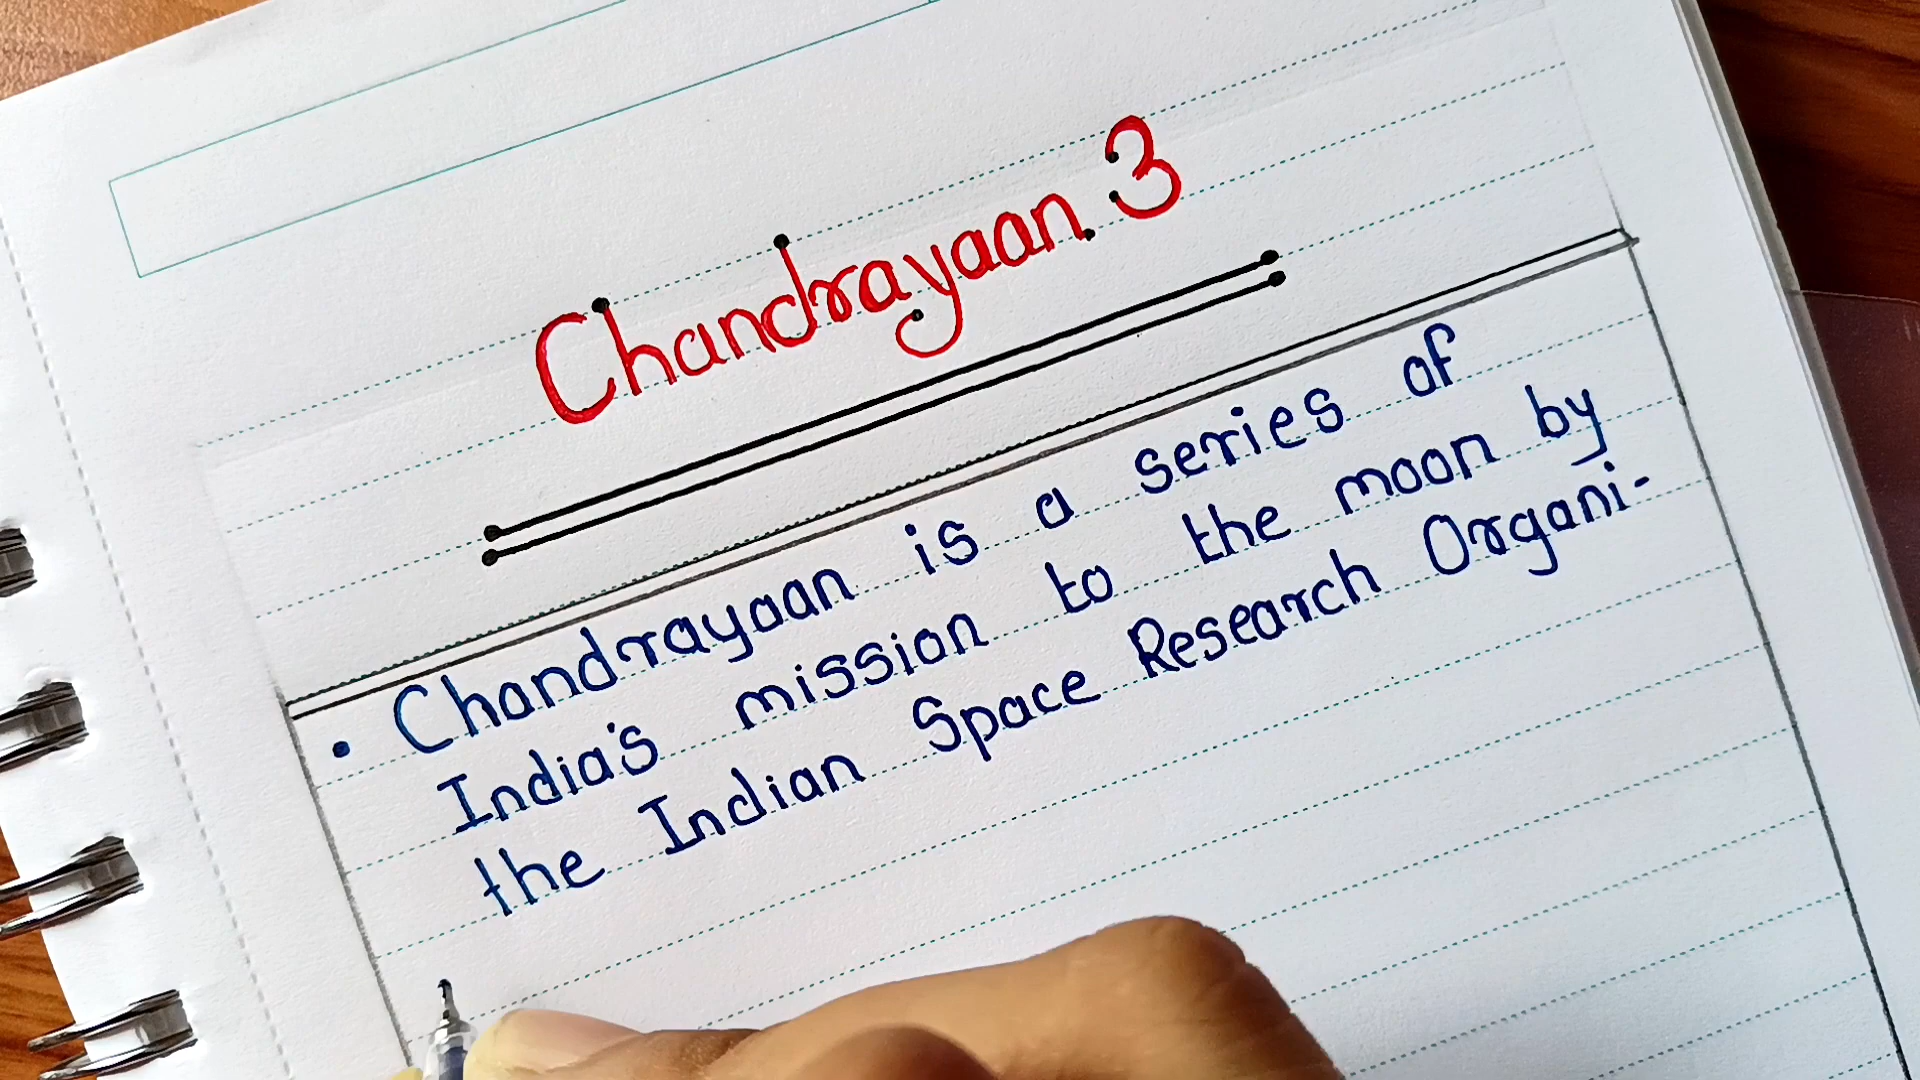 Chandrayaan 3
• Chandrayaan is a series of
India's mission to the moon by
the Indian Space Research Organi-